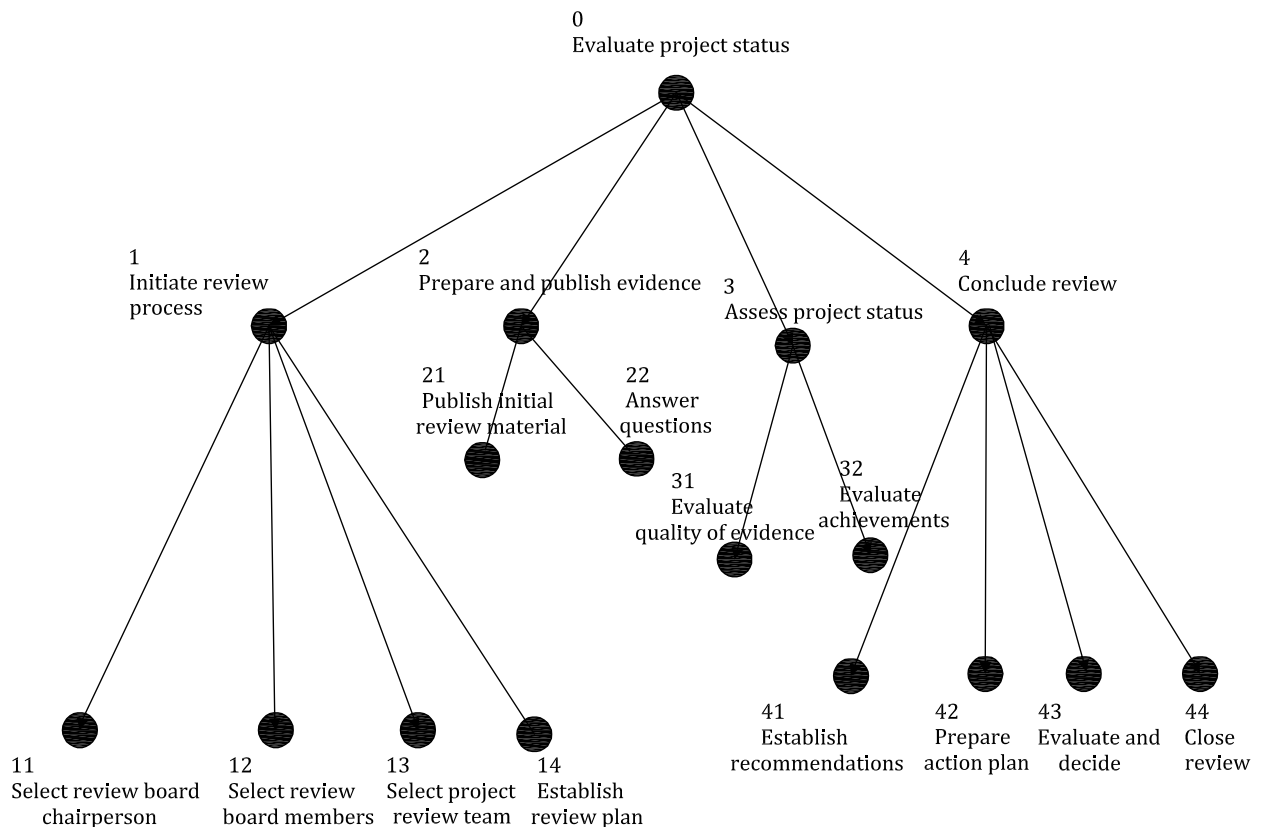 0
Evaluate project status
1
Initiate review
process
2
Prepare and publish evidence
3
Assess project status
4
Conclude review
21
Publish initial
review material
22
Answer
questions
31
Evaluate
quality of evidence
32
Evaluate
achievements
41
Establish
recommendations
42
Prepare
action plan
43
Evaluate and
decide
44
Close
review
11
Select review board
chairperson
12
Select review
board members
13
Select project
review team
14
Establish
review plan